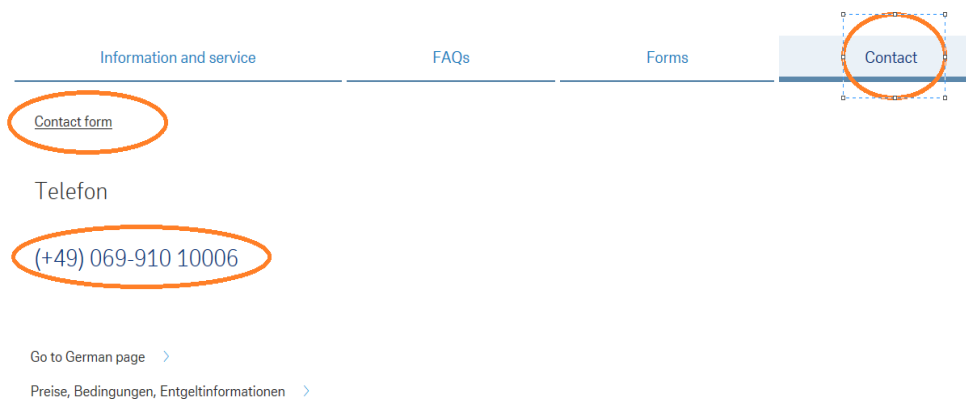 Information and service FAQs Forms Contact
Contact form
Telefon
(+49) 069-910 10006
Go to German page
Preise, Bedingungen, Entgeltinformationen